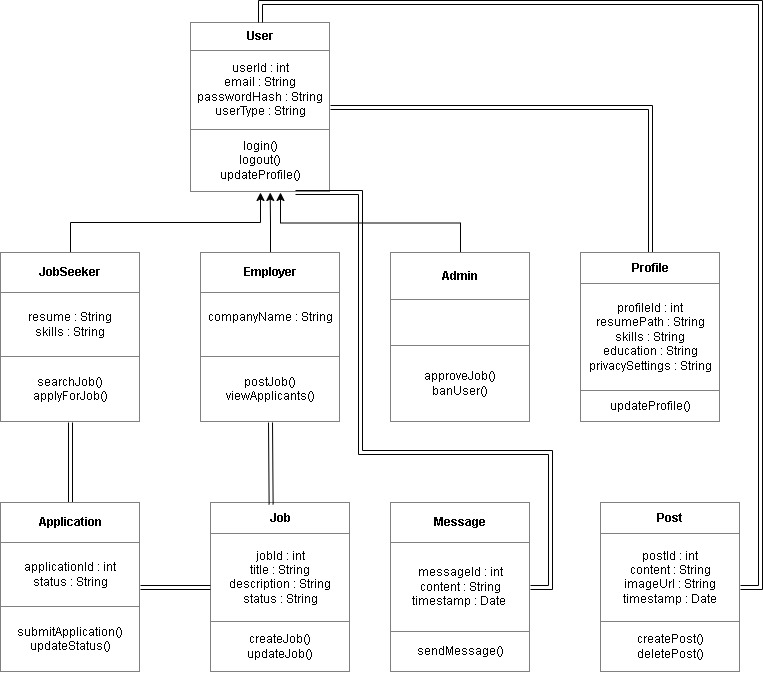 User
userId : int
email : String
passwordHash : String
userType : String
login()
logout()
updateProfile()
JobSeeker
resume : String
skills : String
searchJob()
applyForJob()
Employer
companyName : String
postJob()
viewApplicants()
Admin
approveJob()
banUser()
Profile
profileId : int
resumePath : String
skills : String
education : String
privacySettings : String
updateProfile()
Application
applicationId : int
status : String
submitApplication()
updateStatus()
Job
jobId : int
title : String
description : String
status : String
createJob()
updateJob()
Message
messageId : int
content : String
timestamp : Date
sendMessage()
Post
postId : int
content : String
imageUrl : String
timestamp : Date
createPost()
deletePost()